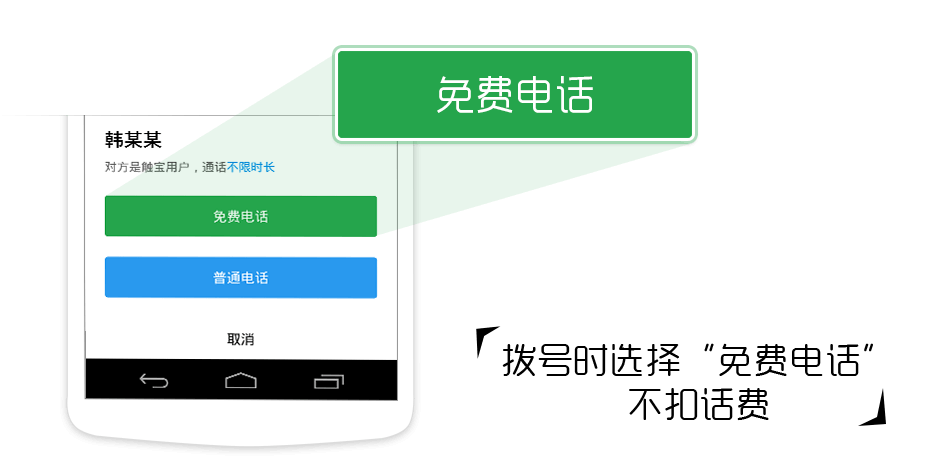 免费电话
韩某某
对方是触宝用户，通话不限时长
免费电话
普通电话
取消
拨号时选择“免费电话”
不扣话费